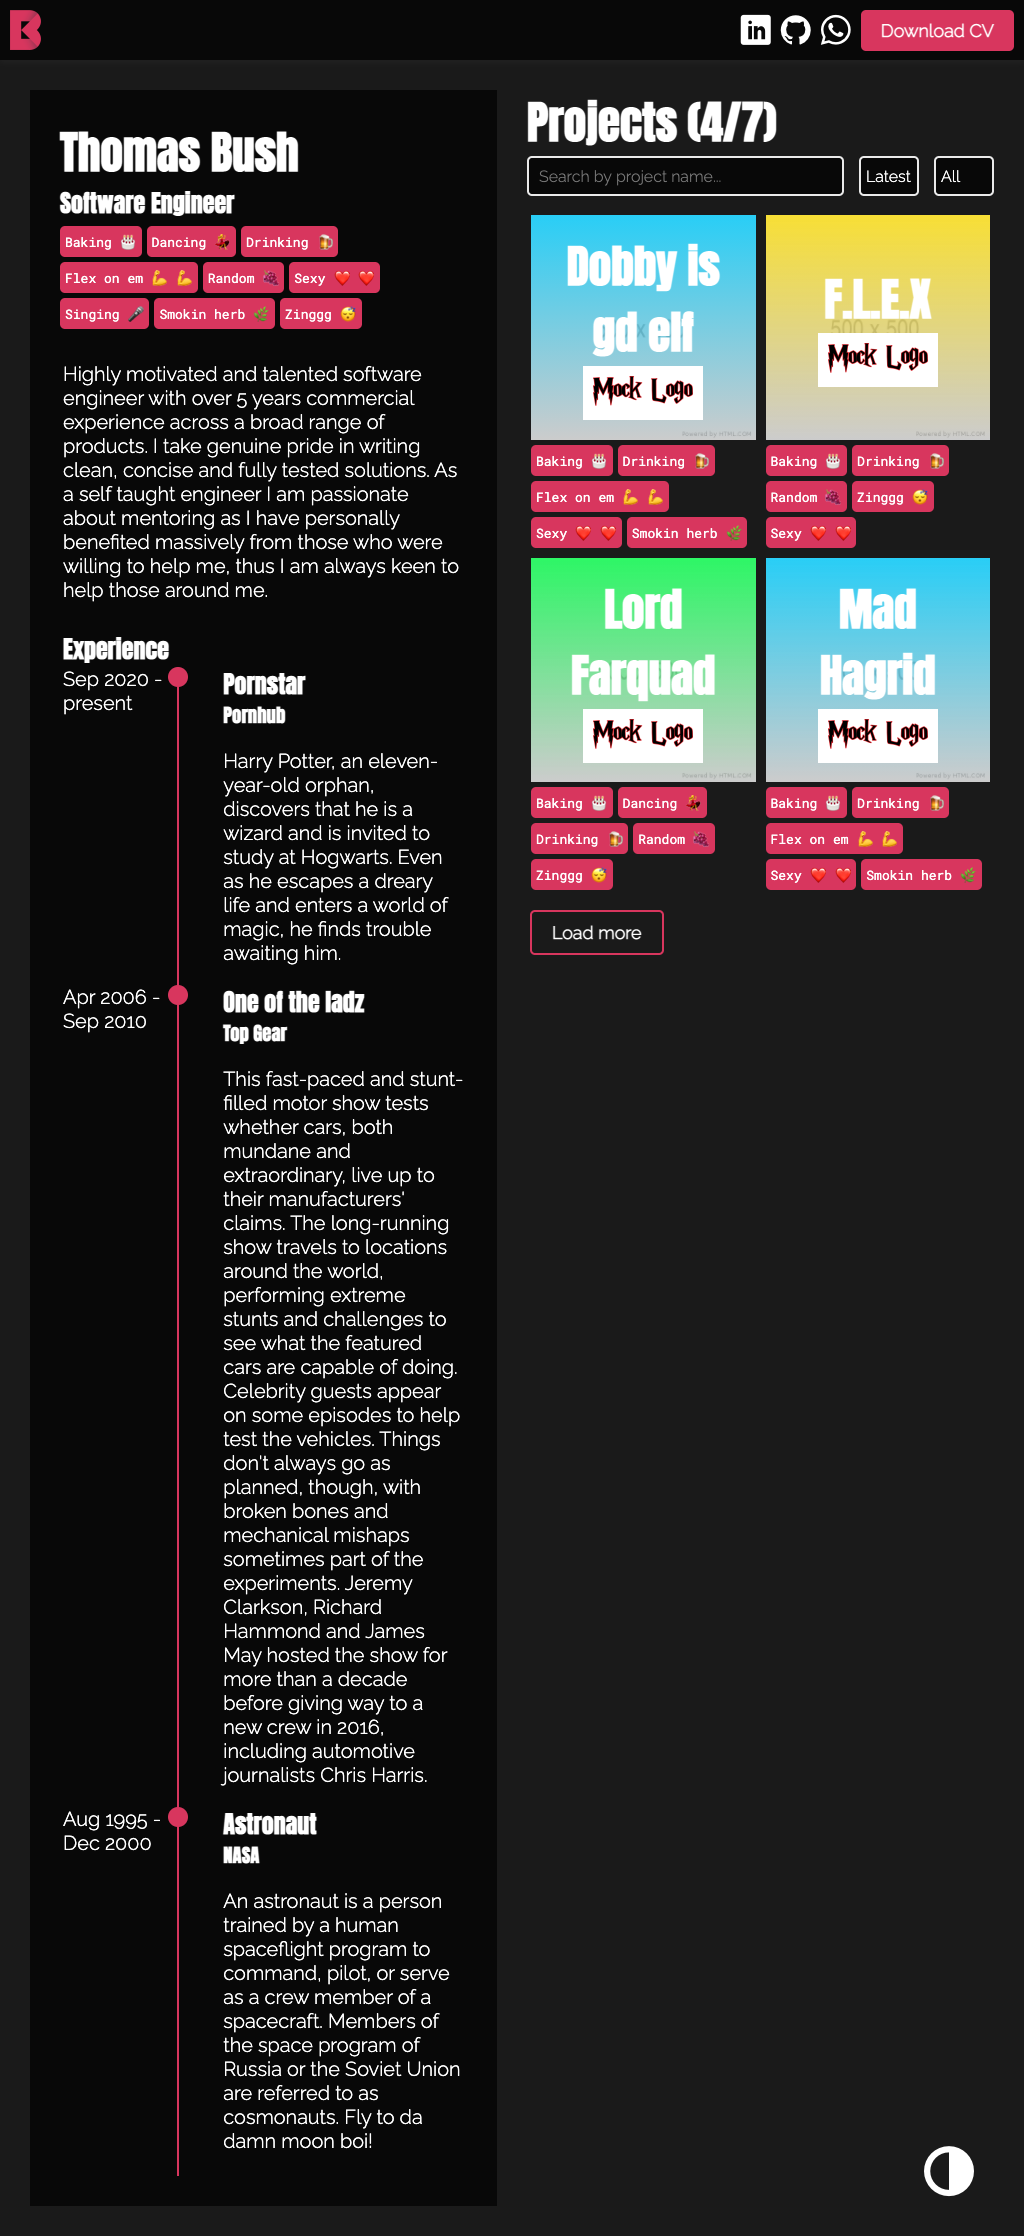 B
Download CV
Thomas Bush
Software Engineer
Baking 🎂 Dancing 💃 Drinking 🍺
Flex on em 💪 💪 Random 🍇 Sexy ❤️ ❤️
Singing 🎤 Smokin herb 🌿 Zinggg 😴
Highly motivated and talented software
engineer with over 5 years commercial
experience across a broad range of
products. I take genuine pride in writing
clean, concise and fully tested solutions. As
a self taught engineer I am passionate
about mentoring as I have personally
benefited massively from those who were
willing to help me, thus I am always keen to
help those around me.
Experience
Sep 2020 -
present
Pornstar
Pornhub
Harry Potter, an eleven-
year-old orphan,
discovers that he is a
wizard and is invited to
study at Hogwarts. Even
as he escapes a dreary
life and enters a world of
magic, he finds trouble
awaiting him.
Apr 2006 -
Sep 2010
One of the ladz
Top Gear
This fast-paced and stunt-
filled motor show tests
whether cars, both
mundane and
extraordinary, live up to
their manufacturers'
claims. The long-running
show travels to locations
around the world,
performing extreme
stunts and challenges to
see what the featured
cars are capable of doing.
Celebrity guests appear
on some episodes to help
test the vehicles. Things
don't always go as
planned, though, with
broken bones and
mechanical mishaps
sometimes part of the
experiments. Jeremy
Clarkson, Richard
Hammond and James
May hosted the show for
more than a decade
before giving way to a
new crew in 2016,
including automotive
journalists Chris Harris.
Aug 1995 -
Dec 2000
Astronaut
NASA
An astronaut is a person
trained by a human
spaceflight program to
command, pilot, or serve
as a crew member of a
spacecraft. Members of
the space program of
Russia or the Soviet Union
are referred to as
cosmonauts. Fly to da
damn moon boi!
Projects (4/7)
Search by project name...
Latest
All
Dobby is
gd elf
Mock Logo
Powered by HTML.COM
Baking 🎂 Drinking 🍺
Flex on em 💪 💪
Sexy ❤️ ❤️ Smokin herb 🌿
F.L.E.X
500 x 500
Mock Logo
Powered by HTML.COM
Baking 🎂 Drinking 🍺
Random 🍇 Zinggg 😴
Sexy ❤️ ❤️
Lord
Farquad
Mock Logo
Powered by HTML.COM
Baking 🎂 Dancing 💃
Drinking 🍺 Random 🍇
Zinggg 😴
Mad
Hagrid
Mock Logo
Powered by HTML.COM
Baking 🎂 Drinking 🍺
Flex on em 💪 💪
Sexy ❤️ ❤️ Smokin herb 🌿
Load more